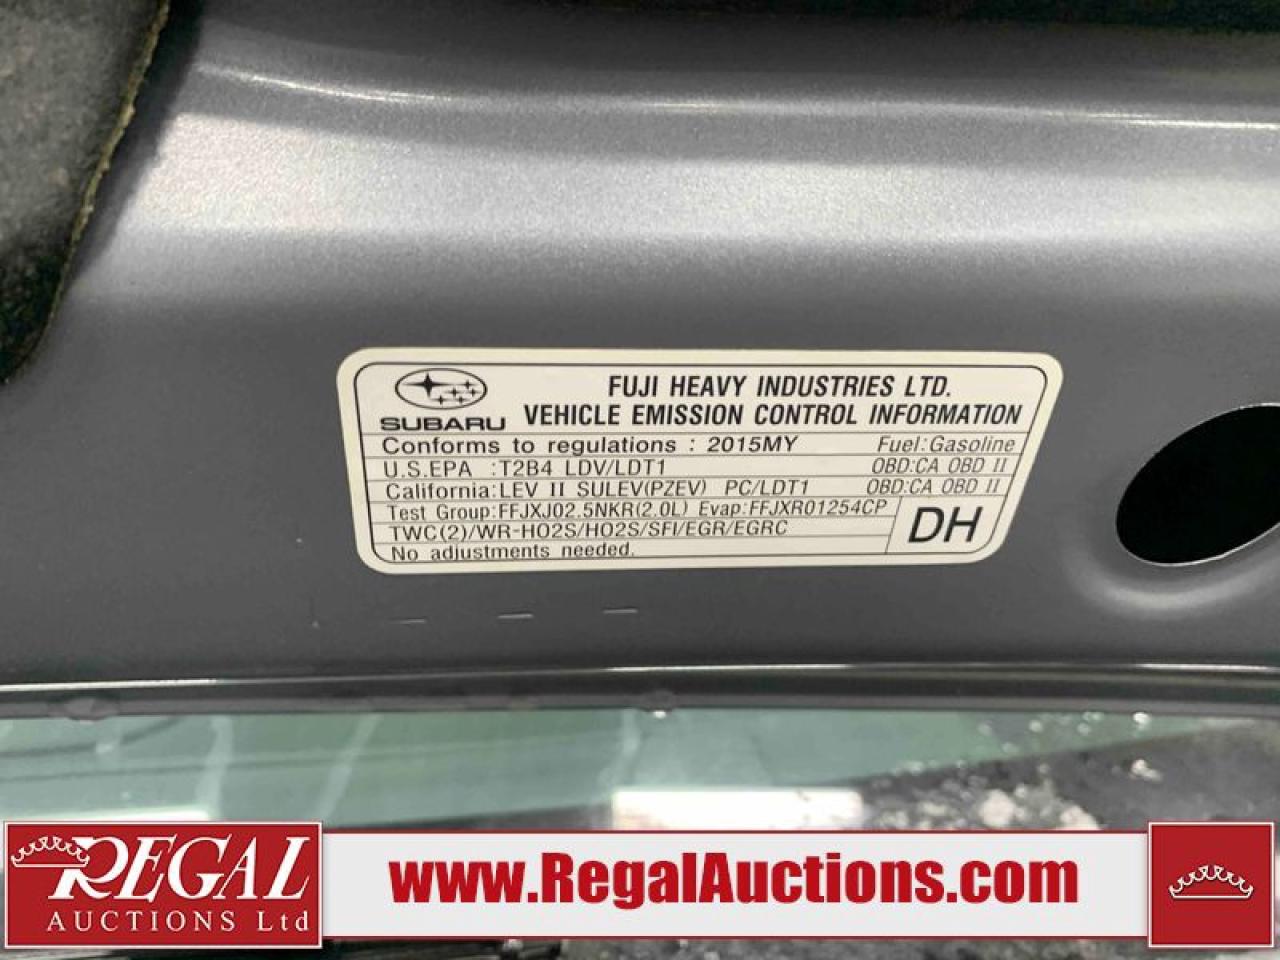 FUJI HEAVY INDUSTRIES LTD.
SUBARU
VEHICLE EMISSION CONTROL INFORMATION
Conforms to regulations : 2015MY Fuel:Gasoline
U.S.EPA :T2B4 LDV/LDT1 OBD:CA OBD II
California:LEV II SULEV(PZEV) PC/LDT1 OBD:CA OBD II
Test Group:FFJXJ02.5NKR(2.0L) Evap:FFJXR01254CP
TWC(2)/WR-HO2S/HO2S/SFI/EGR/EGRC
No adjustments needed.
DH
REGAL
AUCTIONS Ltd
www.RegalAuctions.com